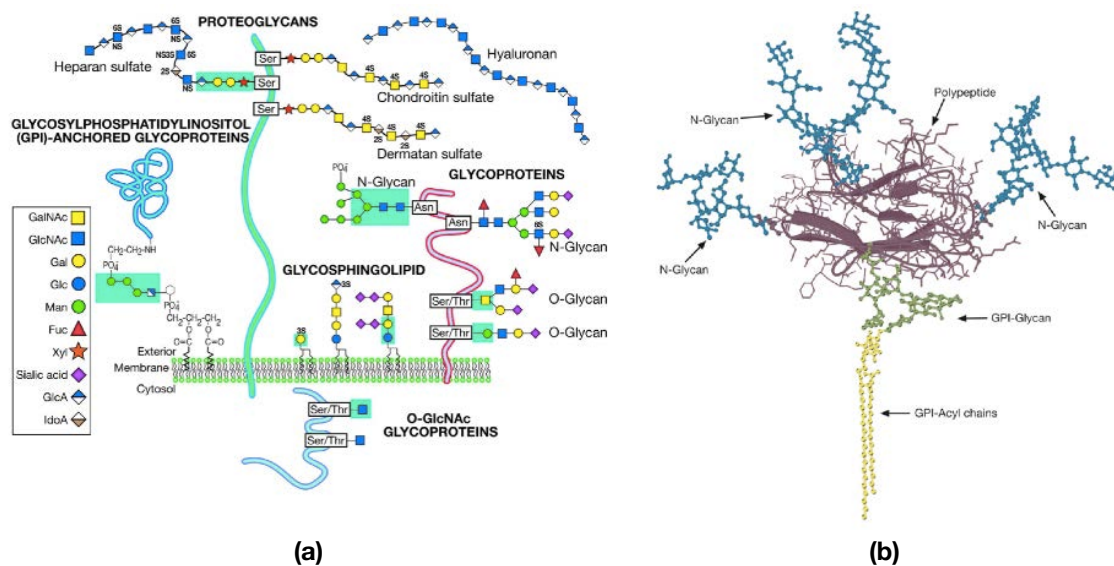 PROTEOGLYCANS
6S
6S
NS
NS
NS3S
6S
Heparan sulfate
2S
NS
Ser
Ser
Ser
4S
4S
Chondroitin sulfate
Hyaluronan
4S
4S
2S
2S
Dermatan sulfate
GLYCOSYLPHOSPHATIDYLINOSITOL
(GPI)-ANCHORED GLYCOPROTEINS
GLYCOPROTEINS
N-Glycan
Asn
Asn
6S
N-Glycan
GalNAc
GlcNAc
Gal
Glc
Man
Fuc
Xyl
Sialic acid
GlcA
IdoA
CH₂-CH₂-NH
CH₂ CH-CH₂
GLYCOSPHINGOLIPID
3S
3S
Ser/Thr
O-Glycan
Ser/Thr
O-Glycan
Exterior
Membrane
Cytosol
Ser/Thr
O-GlcNAc
GLYCOPROTEINS
Ser/Thr
(a)
N-Glycan
Polypeptide
N-Glycan
N-Glycan
GPI-Glycan
GPI-Acyl chains
(b)